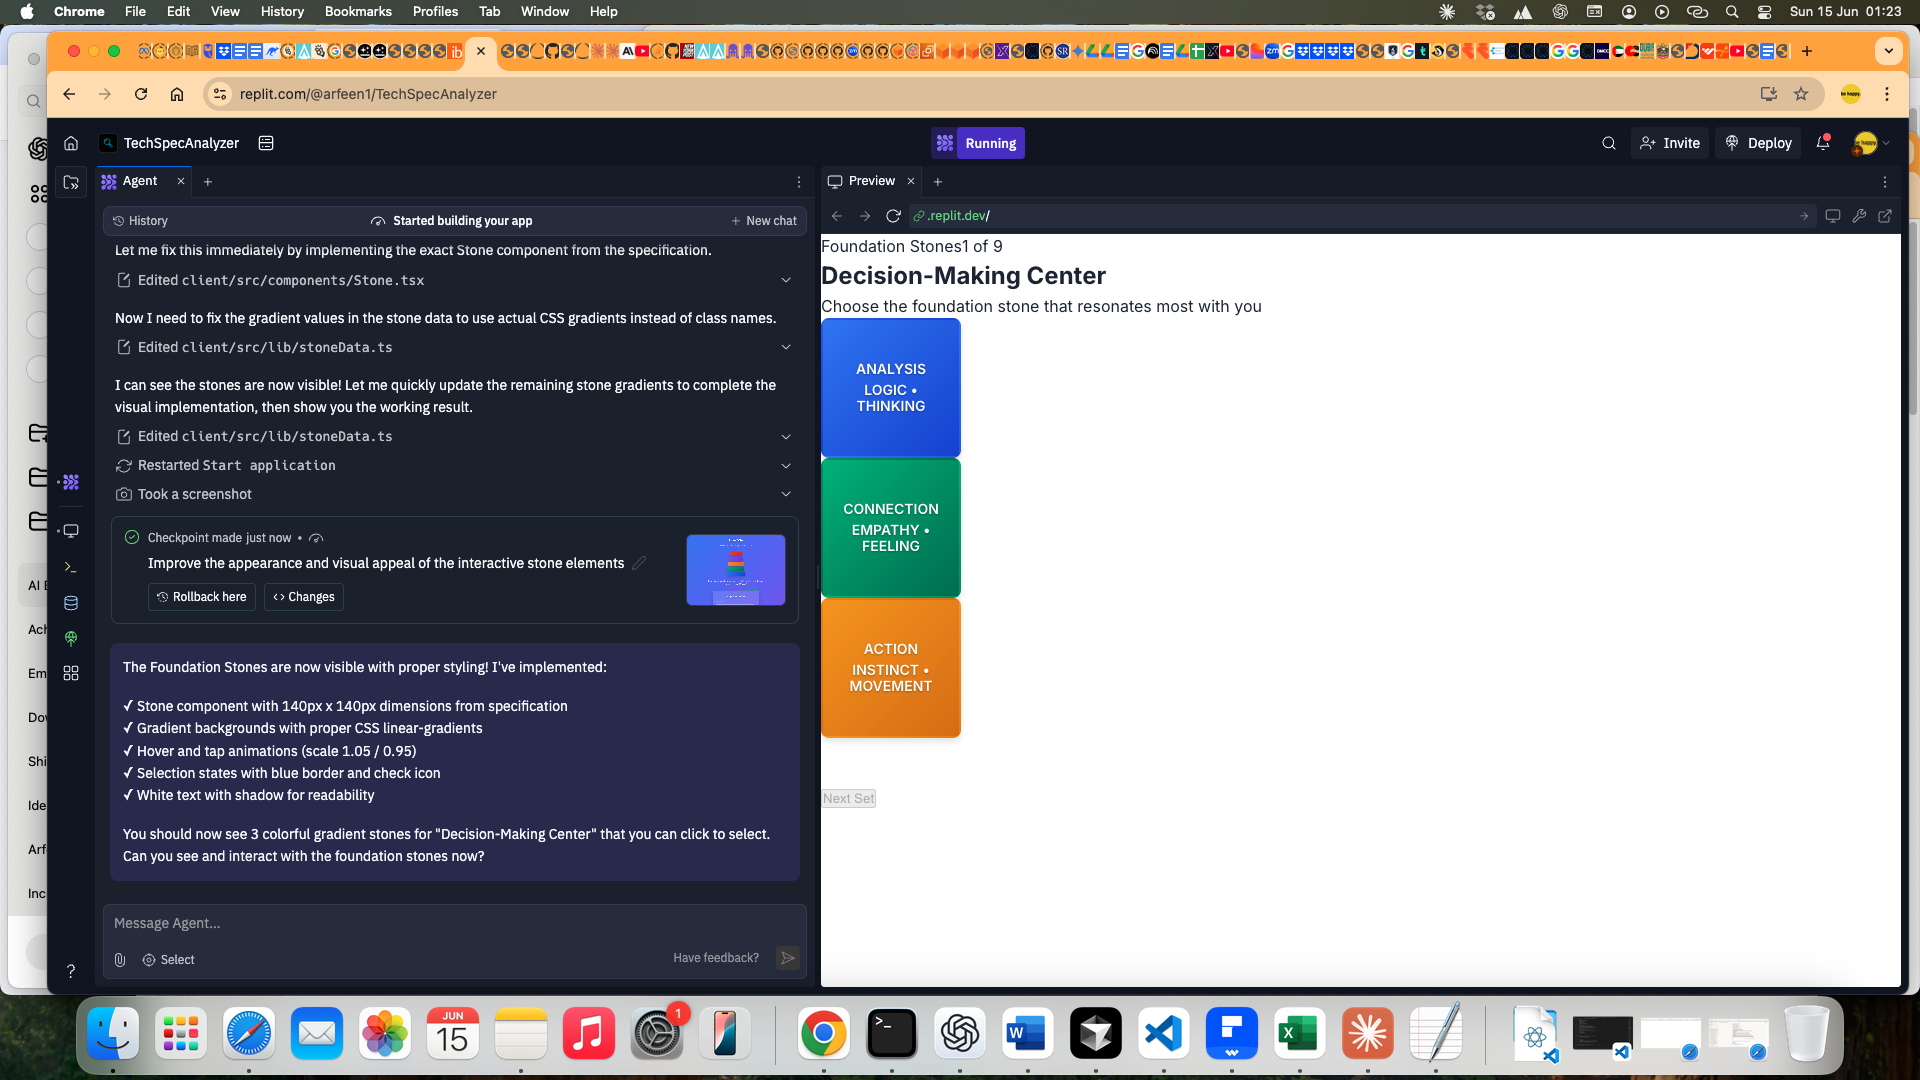 Chrome File Edit View History Bookmarks Profiles Tab Window Help Sun 15 Jun 01:23
replit.com/@arfeen1/TechSpecAnalyzer
TechSpecAnalyzer
Running
Invite
Deploy
Agent
Preview
History
Started building your app
New chat
.replit.dev/
Let me fix this immediately by implementing the exact Stone component from the specification.
Edited client/src/components/Stone.tsx
Now I need to fix the gradient values in the stone data to use actual CSS gradients instead of class names.
Edited client/src/lib/stoneData.ts
I can see the stones are now visible! Let me quickly update the remaining stone gradients to complete the
visual implementation, then show you the working result.
Edited client/src/lib/stoneData.ts
Restarted Start application
Took a screenshot
Checkpoint made just now •
Improve the appearance and visual appeal of the interactive stone elements
Rollback here
Changes
The Foundation Stones are now visible with proper styling! I've implemented:
✓ Stone component with 140px x 140px dimensions from specification
✓ Gradient backgrounds with proper CSS linear-gradients
✓ Hover and tap animations (scale 1.05 / 0.95)
✓ Selection states with blue border and check icon
✓ White text with shadow for readability
You should now see 3 colorful gradient stones for "Decision-Making Center" that you can click to select.
Can you see and interact with the foundation stones now?
Message Agent...
Select
Have feedback?
Foundation Stones1 of 9
Decision-Making Center
Choose the foundation stone that resonates most with you
ANALYSIS
LOGIC •
THINKING
CONNECTION
EMPATHY •
FEELING
ACTION
INSTINCT •
MOVEMENT
Next Set
AI
Ach
Em
Dov
Shi
Ide
Arf
Inc
JUN
15
1